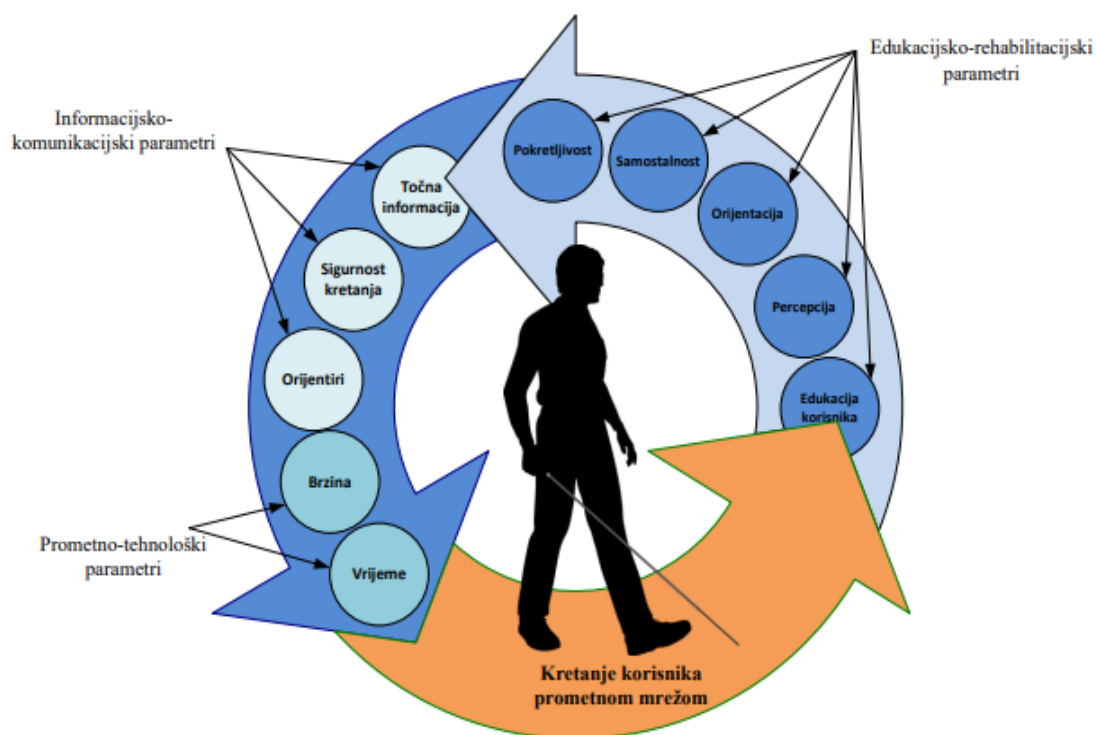 Edukacijsko-rehabilitacijski
parametri
Informacijsko-
komunikacijski parametri
Pokretljivost
Samostalnost
Orijentacija
Percepcija
Edukacija
korisnika
Točna
informacija
Sigurnost
kretanja
Orijentiri
Brzina
Vrijeme
Prometno-tehnološki
parametri
Kretanje korisnika
prometnom mrežom